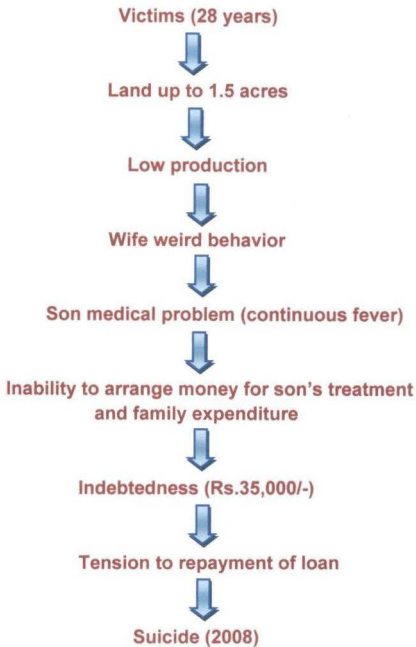 Victims (28 years)
Land up to 1.5 acres
Low production
Wife weird behavior
Son medical problem (continuous fever)
Inability to arrange money for son's treatment
and family expenditure
Indebtedness (Rs.35,000/-)
Tension to repayment of loan
Suicide (2008)